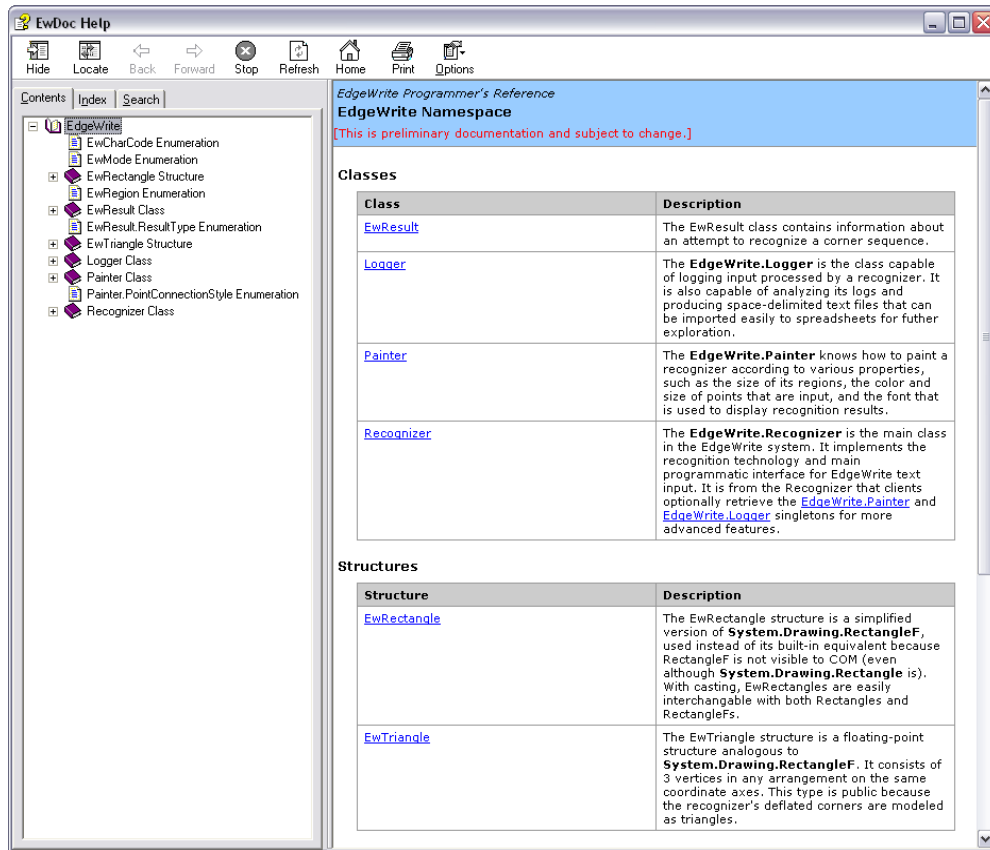 EwDoc Help
Hide Locate Back Forward Stop Refresh Home Print Options
Contents Index Search
EdgeWrite
EwCharCode Enumeration
EwMode Enumeration
EwRectangle Structure
EwRegion Enumeration
EwResult Class
EwResult.ResultType Enumeration
EwTriangle Structure
Logger Class
Painter Class
Painter.PointConnectionStyle Enumeration
Recognizer Class
EdgeWrite Programmer's Reference
EdgeWrite Namespace
[This is preliminary documentation and subject to change.]
Classes
Class Description
EwResult The EwResult class contains information about
an attempt to recognize a corner sequence.
Logger The EdgeWrite.Logger is the class capable
of logging input processed by a recognizer. It
is also capable of analyzing its logs and
producing space-delimited text files that can
be imported easily to spreadsheets for futher
exploration.
Painter The EdgeWrite.Painter knows how to paint a
recognizer according to various properties,
such as the size of its regions, the color and
size of points that are input, and the font that
is used to display recognition results.
Recognizer The EdgeWrite.Recognizer is the main class
in the EdgeWrite system. It implements the
recognition technology and main
programmatic interface for EdgeWrite text
input. It is from the Recognizer that clients
optionally retrieve the EdgeWrite.Painter and
EdgeWrite.Logger singletons for more
advanced features.
Structures
Structure Description
EwRectangle The EwRectangle structure is a simplified
version of System.Drawing.RectangleF,
used instead of its built-in equivalent because
RectangleF is not visible to COM (even
although System.Drawing.Rectangle is).
With casting, EwRectangles are easily
interchangable with both Rectangles and
RectangleFs.
EwTriangle The EwTriangle structure is a floating-point
structure analogous to
System.Drawing.RectangleF. It consists of
3 vertices in any arrangement on the same
coordinate axes. This type is public because
the recognizer's deflated corners are modeled
as triangles.